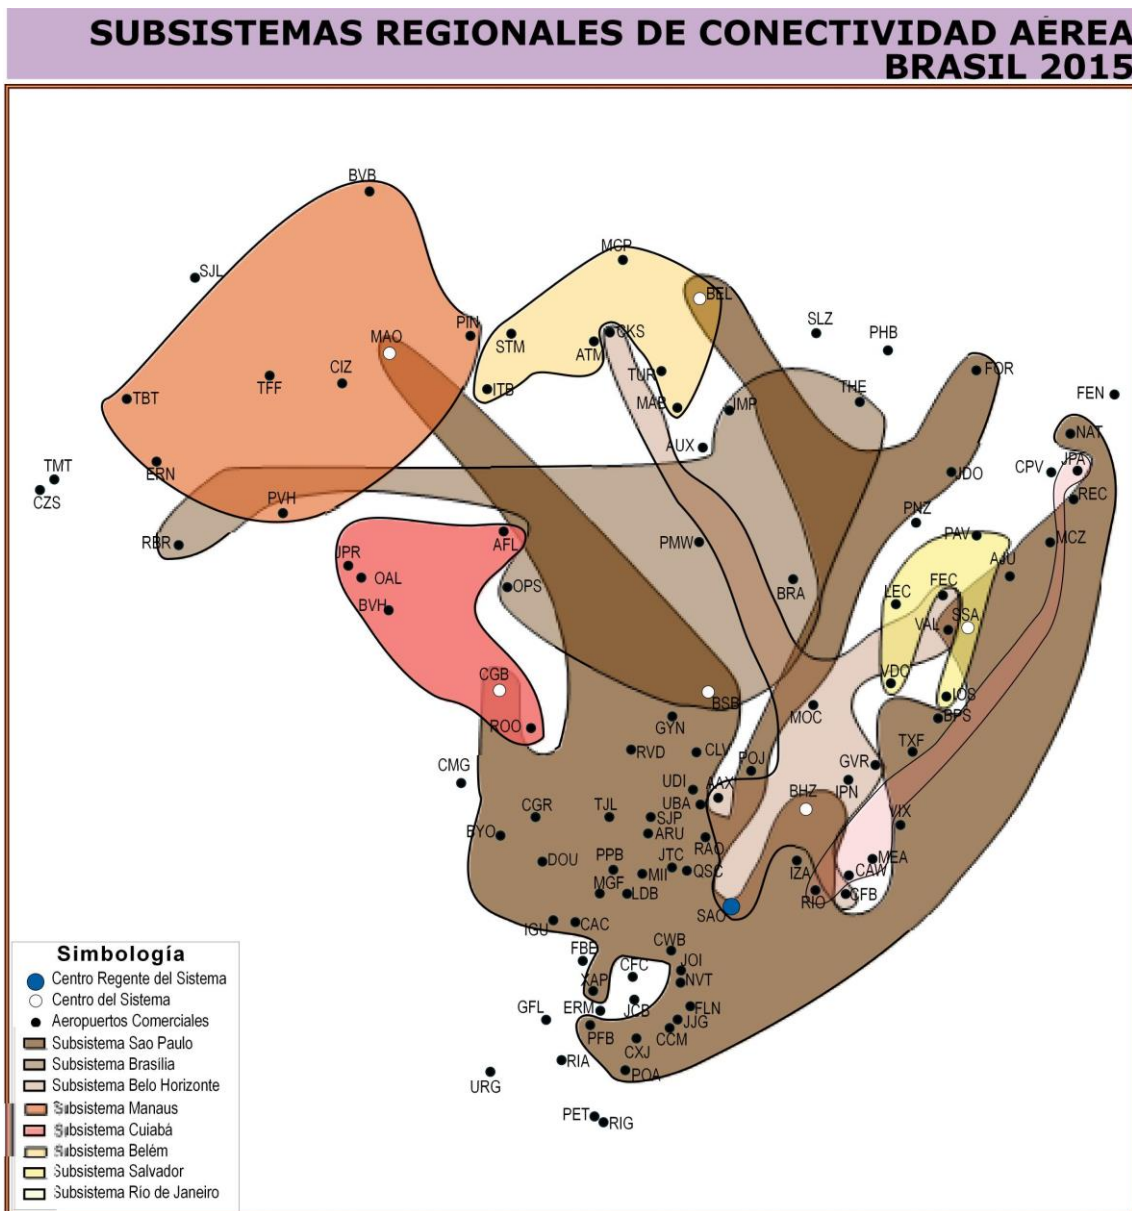 SUBSISTEMAS REGIONALES DE CONECTIVIDAD AÉREA
BRASIL 2015
BVB
MCP
SJL
BEL
SLZ
PHB
PIN
MAO
STM
CKS
ATM
CIZ
TFF
TUR
THE
FOR
TBT
ITB
MAB
IMP
FEN
AUX
NAT
ERN
TMT
CZS
JDO
CPV
JPA
REC
PVH
PNZ
RBR
AFL
PMW
PAV
MCZ
JPR
OAL
OPS
BRA
AJU
BVH
LEC
FEC
VAL
SSA
CGB
BSB
VDC
IOS
ROO
GYN
MOC
BPS
RVD
CLV
POJ
TXF
CMG
UDI
AAX
GVR
IPN
BHZ
UBA
CGR
TJL
SJP
BYO
ARU
RAO
VIX
DOU
PPB
JTC
MII
QSC
IZA
MEA
CAW
MGF
LDB
SAO
RIO
CFB
IGU
CAC
FBE
CWB
CFC
JOI
XAP
NVT
GFL
ERM
JCB
FLN
JJG
PFB
CXJ
CCM
RIA
POA
URG
PET
RIG
Simbología
Centro Regente del Sistema
Centro del Sistema
Aeropuertos Comerciales
Subsistema Sao Paulo
Subsistema Brasilia
Subsistema Belo Horizonte
Subsistema Manaus
Subsistema Cuiabá
Subsistema Belém
Subsistema Salvador
Subsistema Rio de Janeiro